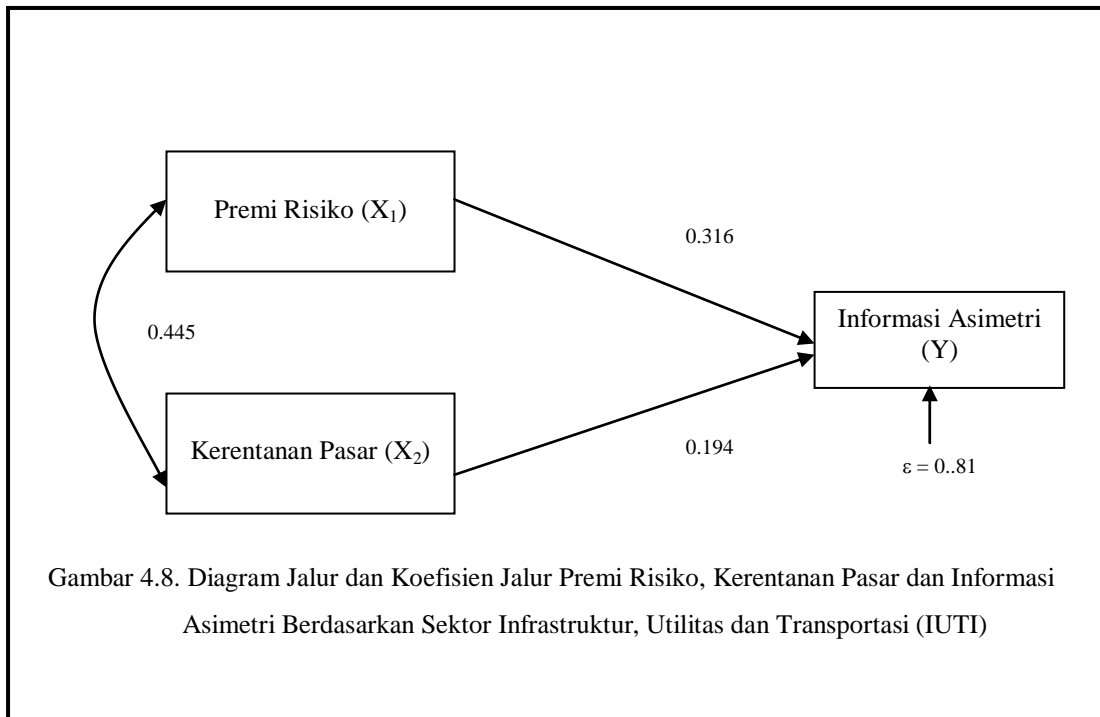 Premi Risiko (X₁)
0.316
Informasi Asimetri
(Y)
0.445
Kerentanan Pasar (X₂)
0.194
ε = 0..81
Gambar 4.8. Diagram Jalur dan Koefisien Jalur Premi Risiko, Kerentanan Pasar dan Informasi
Asimetri Berdasarkan Sektor Infrastruktur, Utilitas dan Transportasi (IUTI)